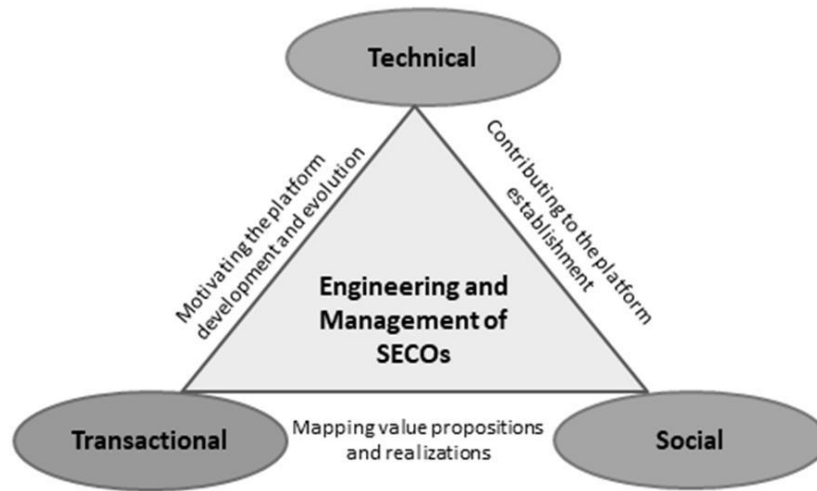 Technical
Motivating the platform
development and evolution
Contributing to the platform
establishment
Engineering and
Management of
SECOs
Transactional
Mapping value propositions
and realizations
Social